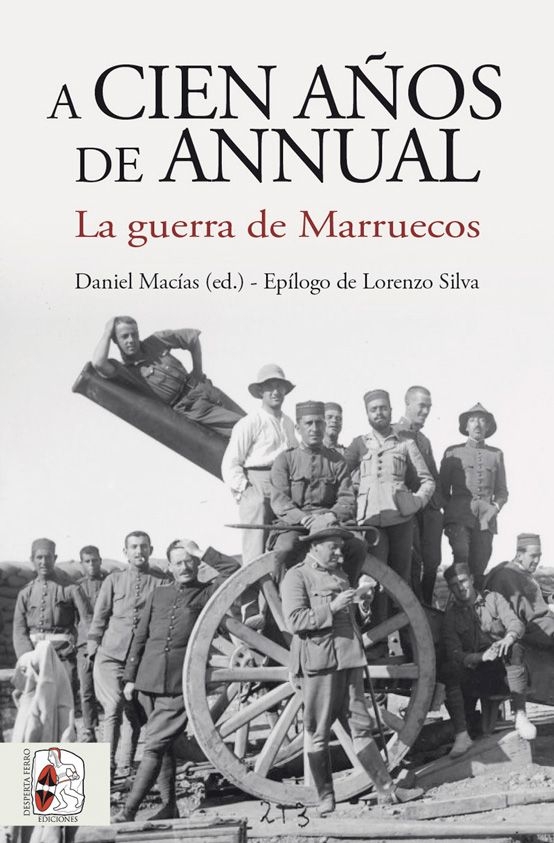 A CIEN AÑOS
DE ANNUAL
La guerra de Marruecos
Daniel Macías (ed.) - Epílogo de Lorenzo Silva
213
DESPERTA FERRO
EDICIONES